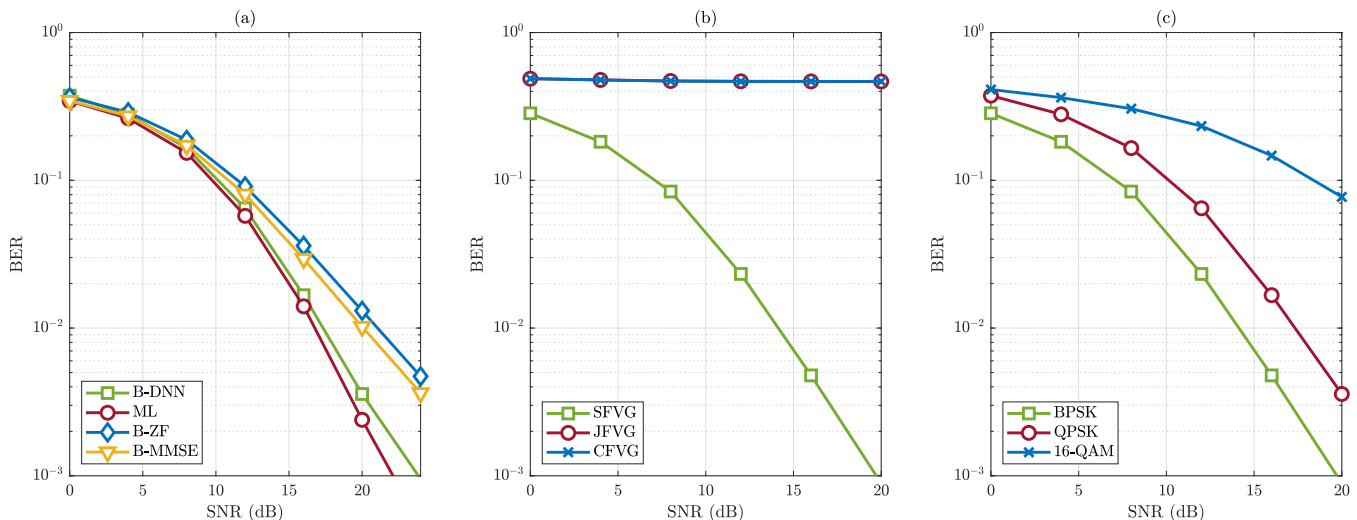 (a)
10^0
10^-1
10^-2
10^-3
BER
0 5 10 15 20
SNR (dB)
B-DNN
ML
B-ZF
B-MMSE
(b)
10^0
10^-1
10^-2
10^-3
BER
0 5 10 15 20
SNR (dB)
SFVG
JFVG
CFVG
(c)
10^0
10^-1
10^-2
10^-3
BER
0 5 10 15 20
SNR (dB)
BPSK
QPSK
16-QAM